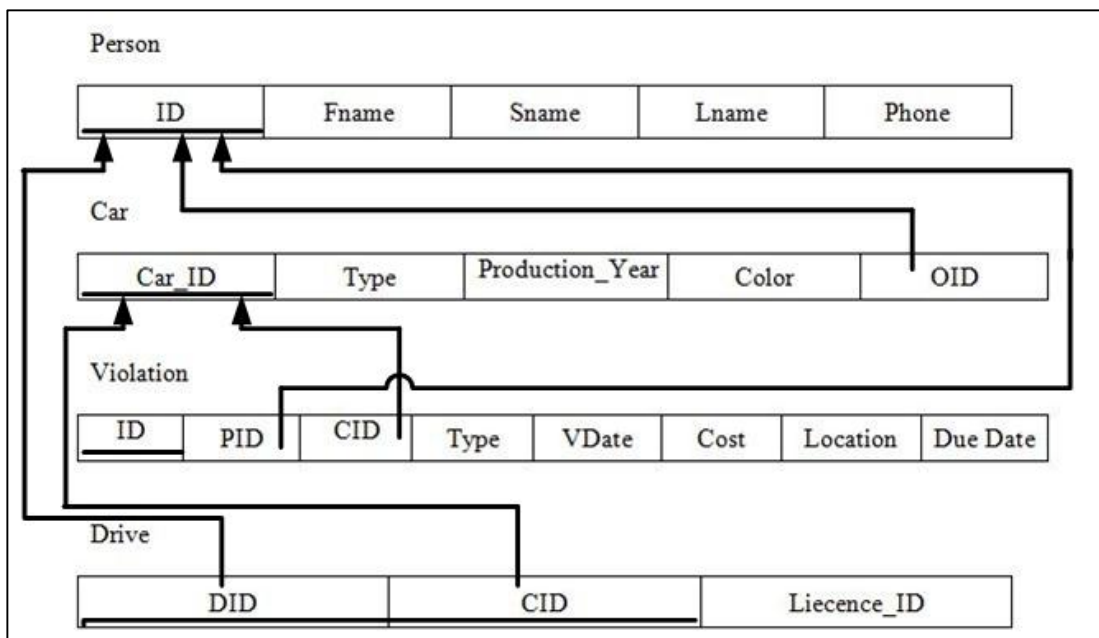 Person
ID Fname Sname Lname Phone
Car
Car_ID Type Production_Year Color OID
Violation
ID PID CID Type VDate Cost Location Due Date
Drive
DID CID Liecence_ID